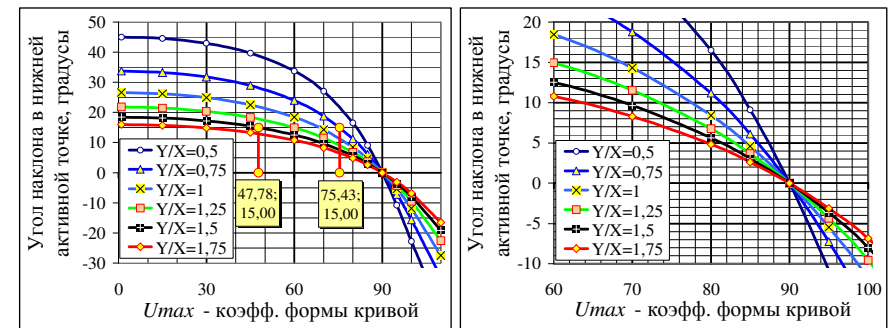 Угол наклона в нижней
активной точке, градусы
50
40
30
20
10
0
-10
-20
-30
Y/X=0,5
Y/X=0,75
Y/X=1
Y/X=1,25
Y/X=1,5
Y/X=1,75
47,78;
15,00
75,43;
15,00
0
30
60
90
Umax - коэфф. формы кривой
Угол наклона в нижней
активной точке, градусы
20
15
10
5
0
-5
-10
Y/X=0,5
Y/X=0,75
Y/X=1
Y/X=1,25
Y/X=1,5
Y/X=1,75
60
70
80
90
100
Umax - коэфф. формы кривой